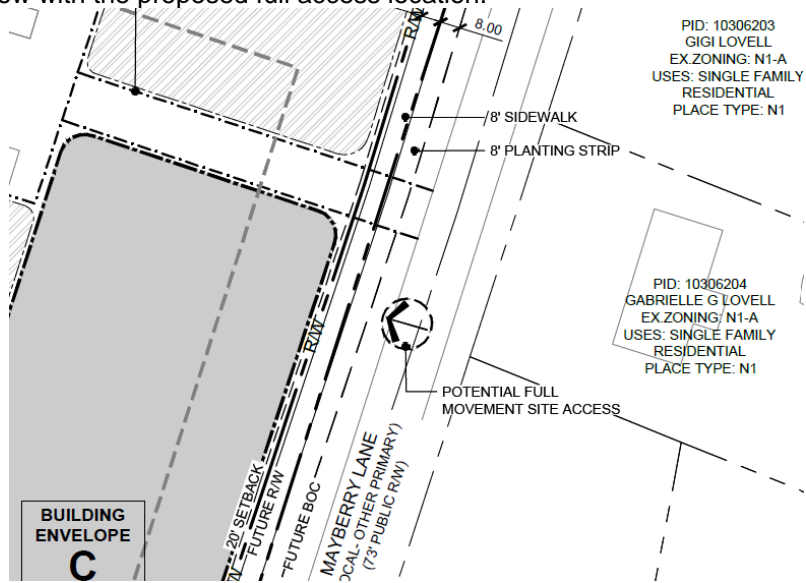 ow with the proposed full access location.
R/W
8.00
PID: 10306203
GIGI LOVELL
EX.ZONING: N1-A
USES: SINGLE FAMILY
RESIDENTIAL
PLACE TYPE: N1
8' SIDEWALK
8' PLANTING STRIP
PID: 10306204
GABRIELLE G LOVELL
EX.ZONING: N1-A
USES: SINGLE FAMILY
RESIDENTIAL
PLACE TYPE: N1
R/W
POTENTIAL FULL
MOVEMENT SITE ACCESS
20' SETBACK
FUTURE R/W
FUTURE BOC
MAYBERRY LANE
OCAL- OTHER PRIMARY)
(73' PUBLIC R/W)
BUILDING
ENVELOPE
C